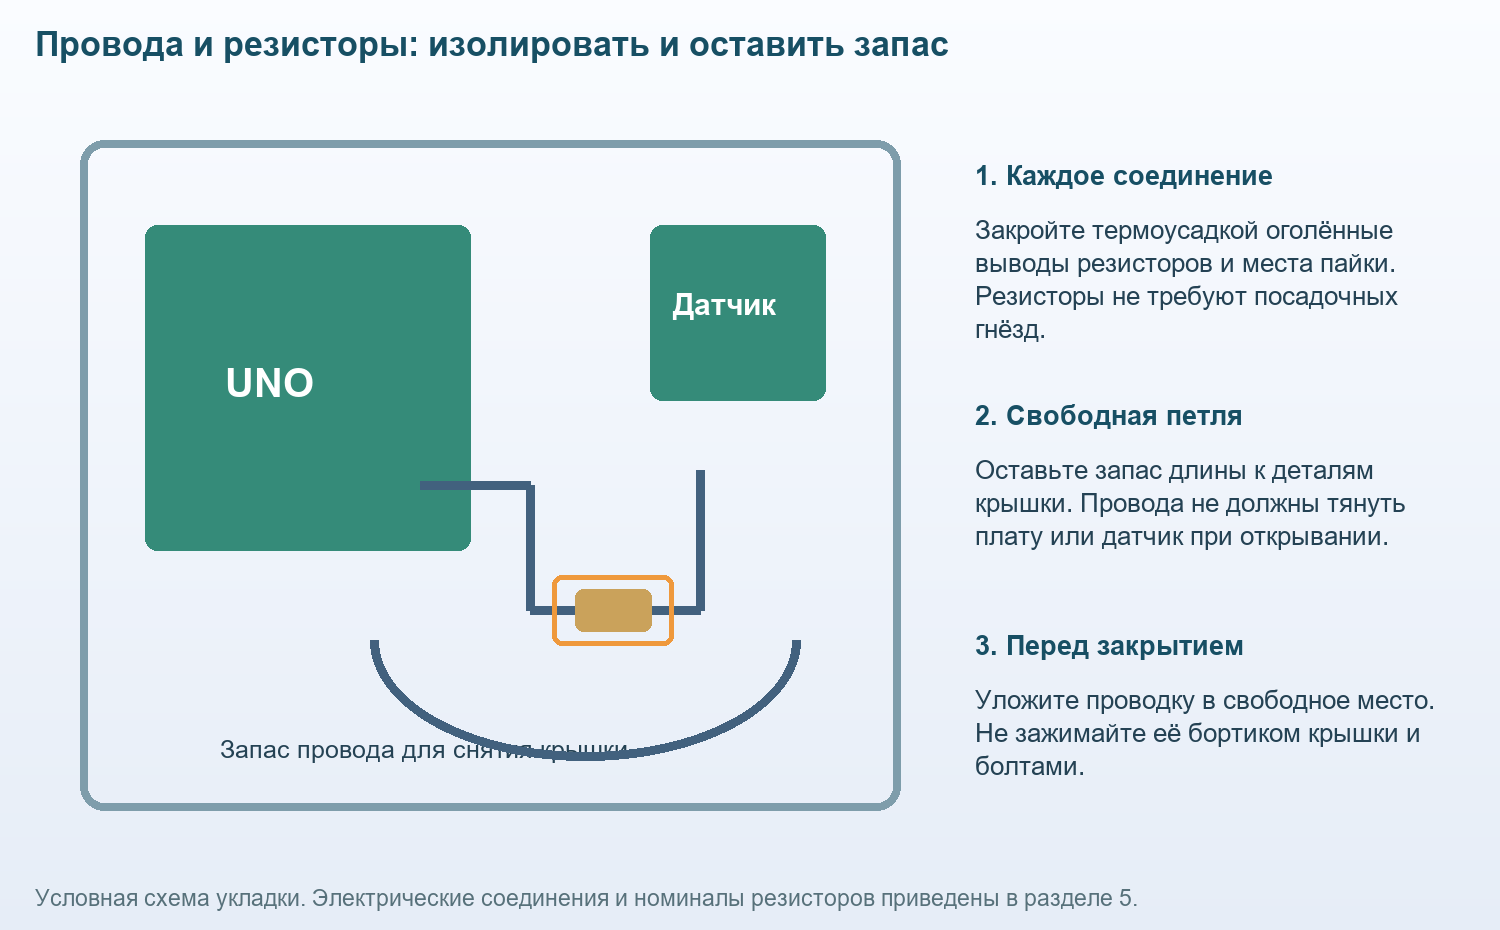 Провода и резисторы: изолировать и оставить запас
UNO
Датчик
Запас провода для снятия крышки
1. Каждое соединение
Закройте термоусадкой оголённые
выводы резисторов и места пайки.
Резисторы не требуют посадочных
гнёзд.
2. Свободная петля
Оставьте запас длины к деталям
крышки. Провода не должны тянуть
плату или датчик при открывании.
3. Перед закрытием
Уложите проводку в свободное место.
Не зажимайте её бортиком крышки и
болтами.
Условная схема укладки. Электрические соединения и номиналы резисторов приведены в разделе 5.